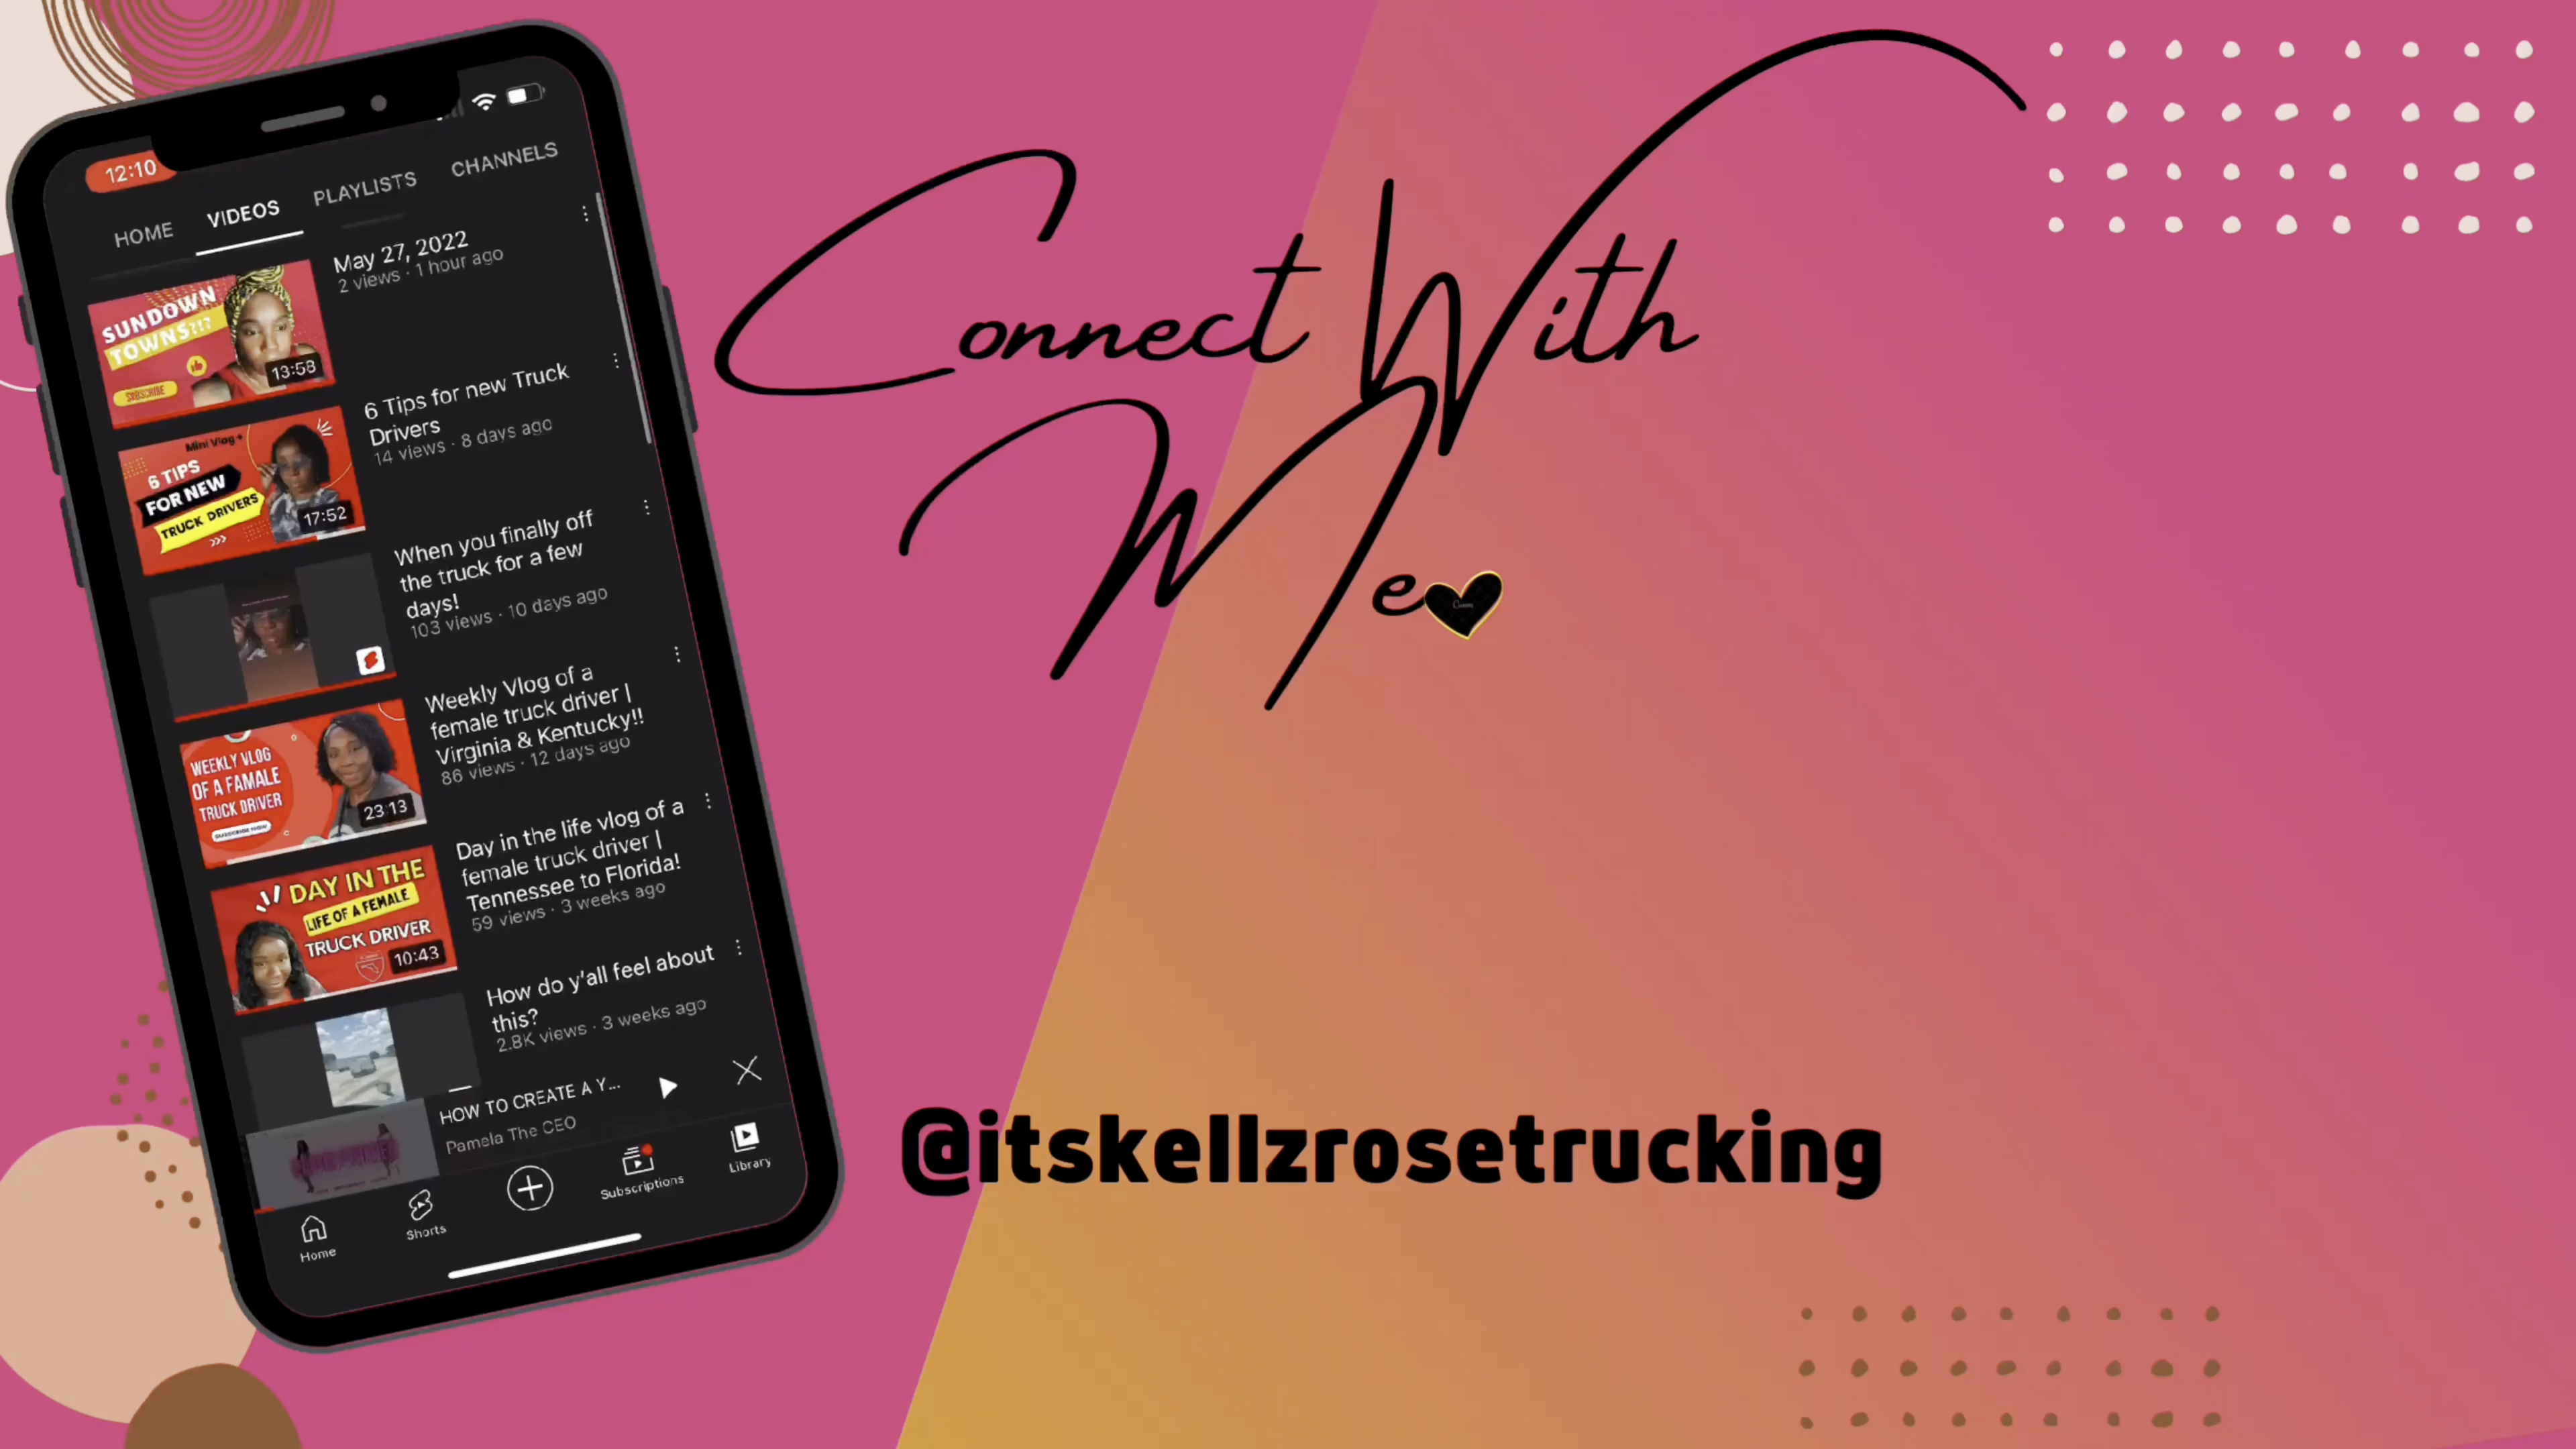 12:10
HOME VIDEOS PLAYLISTS CHANNELS
May 27, 2022
2 views · 1 hour ago
SUNDOWN
TOWNS?!?
SUBSCRIBE
13:58
6 Tips for new Truck
Drivers
14 views · 8 days ago
Mini Vlog +
6 TIPS
FOR NEW
TRUCK DRIVERS
17:52
When you finally off
the truck for a few
days!
103 views · 10 days ago
Weekly Vlog of a
female truck driver |
Virginia & Kentucky!!
86 views · 12 days ago
WEEKLY VLOG
OF A FAMALE
TRUCK DRIVER
23:13
Day in the life vlog of a
female truck driver |
Tennessee to Florida!
59 views · 3 weeks ago
DAY IN THE
LIFE OF A FEMALE
TRUCK DRIVER
10:43
How do y'all feel about
this?
2.8K views · 3 weeks ago
HOW TO CREATE A Y...
Pamela The CEO
Home
Shorts
Subscriptions
Library
Connect With
Me
@itskellzrosetrucking